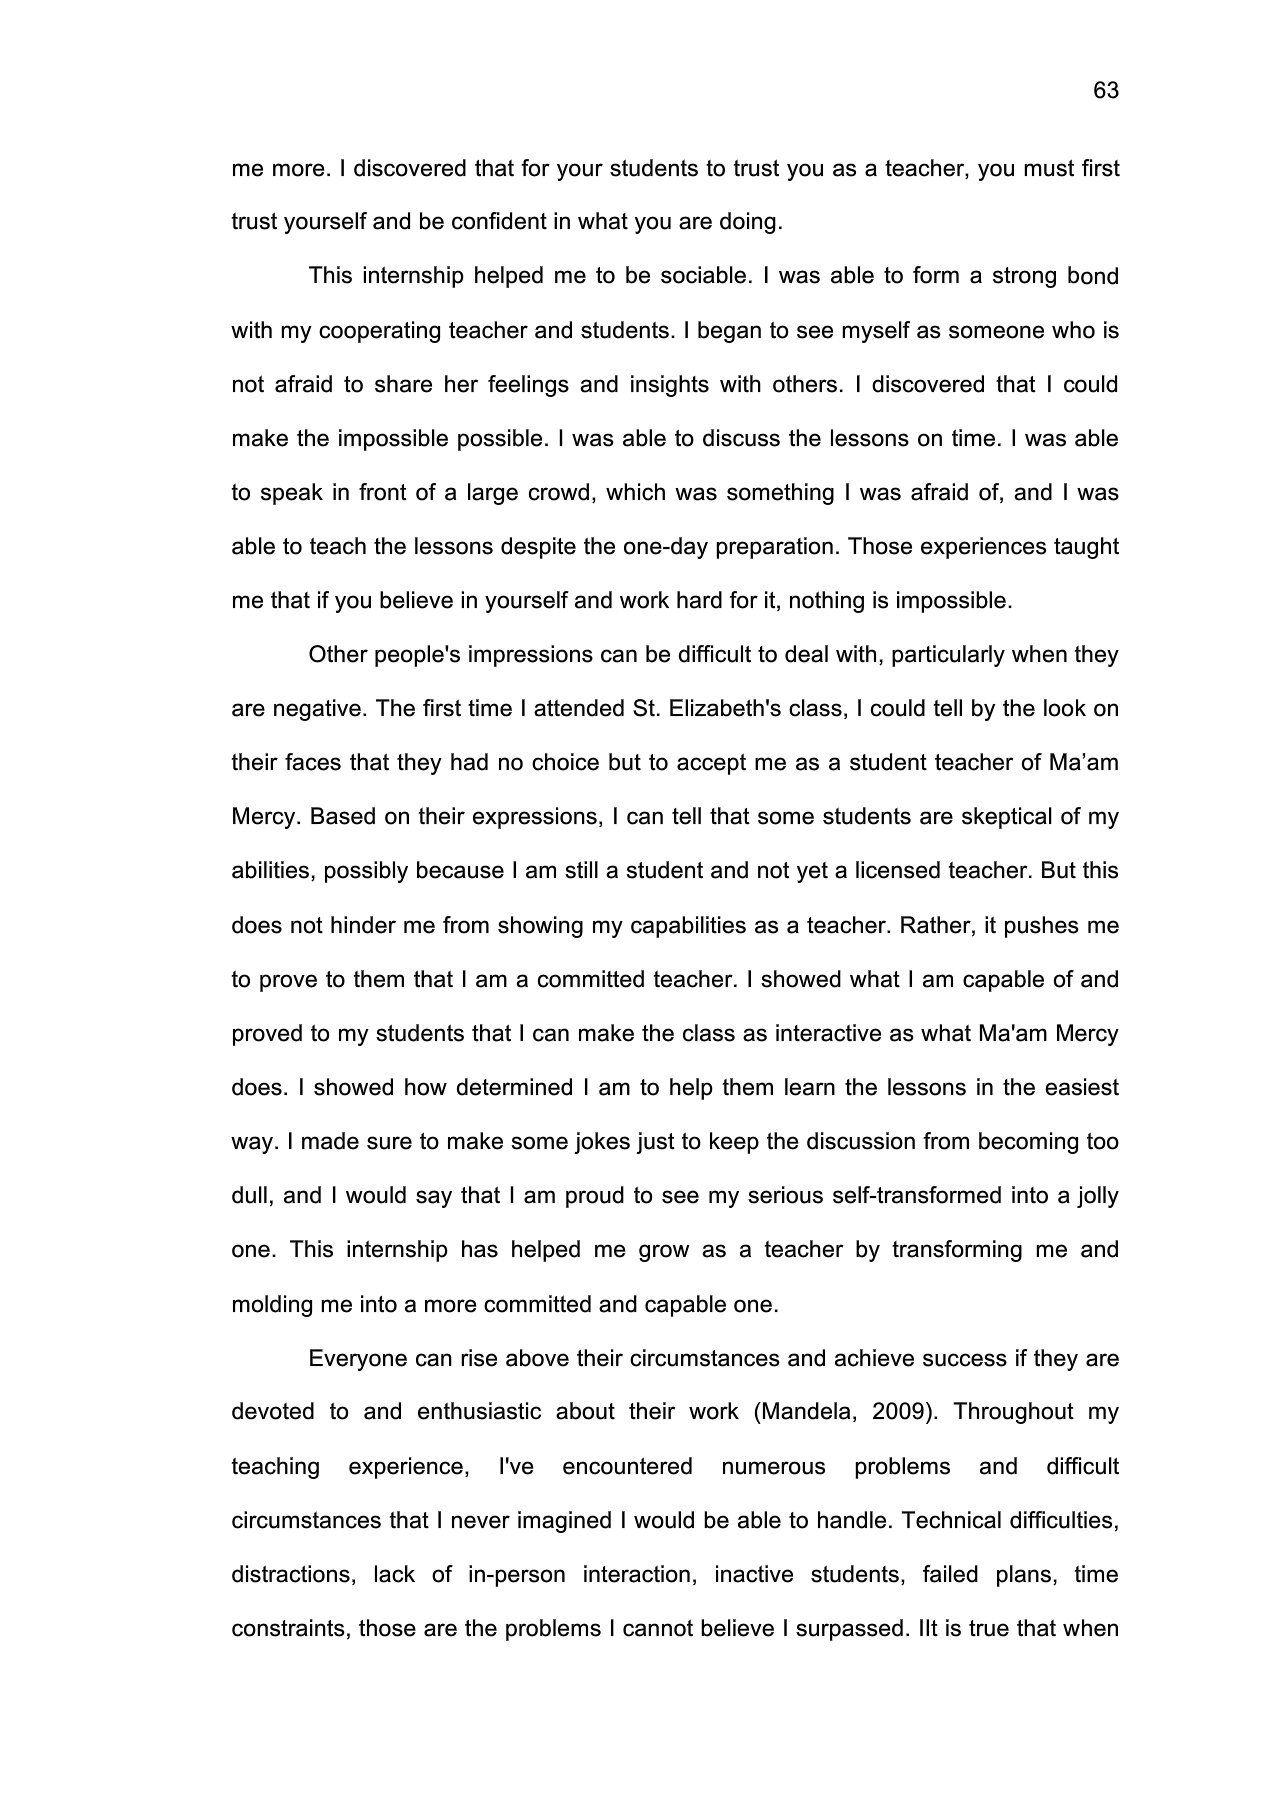 63
me more. I discovered that for your students to trust you as a teacher, you must first
trust yourself and be confident in what you are doing.
This internship helped me to be sociable. I was able to form a strong bond
with my cooperating teacher and students. I began to see myself as someone who is
not afraid to share her feelings and insights with others. I discovered that I could
make the impossible possible. I was able to discuss the lessons on time. I was able
to speak in front of a large crowd, which was something I was afraid of, and I was
able to teach the lessons despite the one-day preparation. Those experiences taught
me that if you believe in yourself and work hard for it, nothing is impossible.
Other people's impressions can be difficult to deal with, particularly when they
are negative. The first time I attended St. Elizabeth's class, I could tell by the look on
their faces that they had no choice but to accept me as a student teacher of Ma’am
Mercy. Based on their expressions, I can tell that some students are skeptical of my
abilities, possibly because I am still a student and not yet a licensed teacher. But this
does not hinder me from showing my capabilities as a teacher. Rather, it pushes me
to prove to them that I am a committed teacher. I showed what I am capable of and
proved to my students that I can make the class as interactive as what Ma'am Mercy
does. I showed how determined I am to help them learn the lessons in the easiest
way. I made sure to make some jokes just to keep the discussion from becoming too
dull, and I would say that I am proud to see my serious self-transformed into a jolly
one. This internship has helped me grow as a teacher by transforming me and
molding me into a more committed and capable one.
Everyone can rise above their circumstances and achieve success if they are
devoted to and enthusiastic about their work (Mandela, 2009). Throughout my
teaching experience, I've encountered numerous problems and difficult
circumstances that I never imagined I would be able to handle. Technical difficulties,
distractions, lack of in-person interaction, inactive students, failed plans, time
constraints, those are the problems I cannot believe I surpassed. IIt is true that when